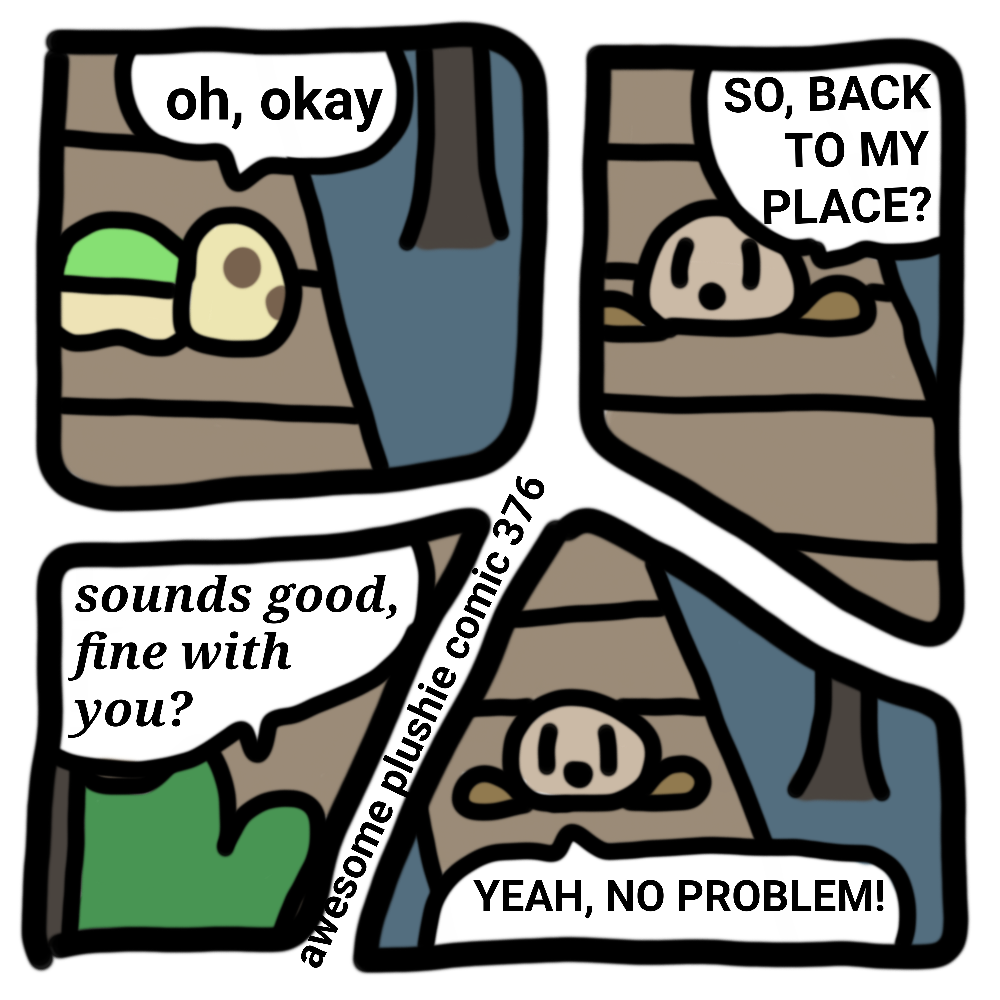 oh, okay
SO, BACK
TO MY
PLACE?
sounds good,
fine with
you?
awesome plushie comic 376
YEAH, NO PROBLEM!